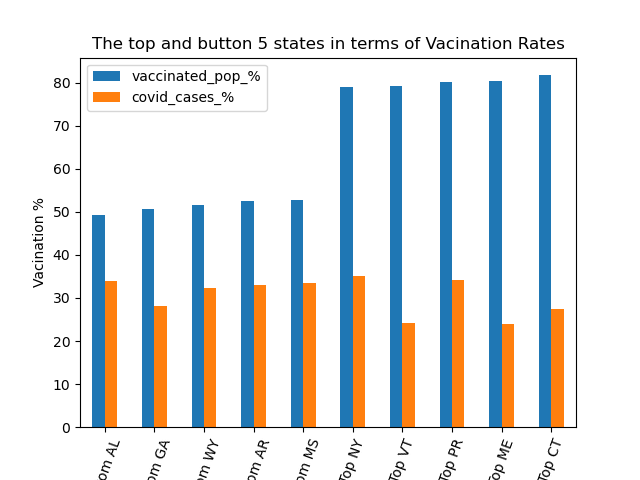 The top and button 5 states in terms of Vacination Rates
vaccinated_pop_%
covid_cases_%
Vacination %
80
70
60
50
40
30
20
10
0
om AL
om GA
om WY
om AR
om MS
Top NY
Top VT
Top PR
Top ME
Top CT